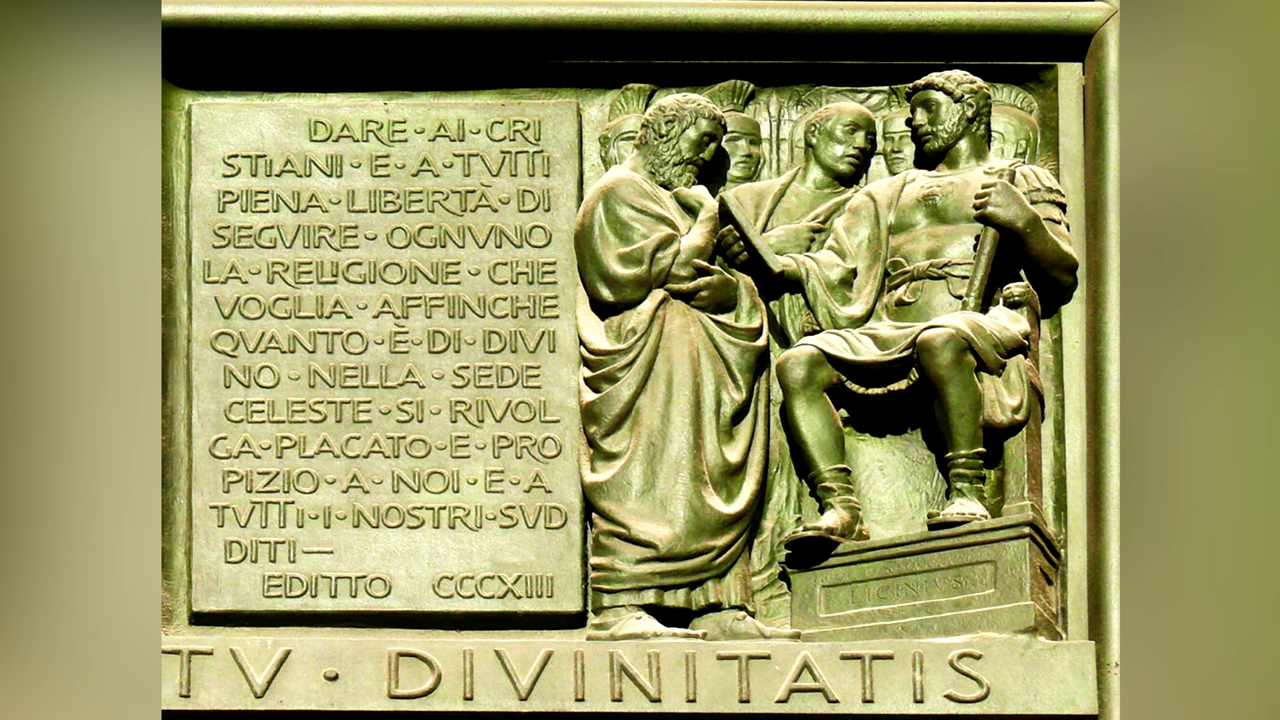 DARE·AI·CRI
STIANI·E·A·TVTTI
PIENA·LIBERTÀ·DI
SEGVIRE·OGNVNO
LA·RELIGIONE·CHE
VOGLIA·AFFINCHE
QVANTO·È·DI·DIVI
NO·NELLA·SEDE
CELESTE·SI·RIVOL
GA·PLACATO·E·PRO
PIZIO·A·NOI·E·A
TVTTI·I·NOSTRI·SVD
DITI—
EDITTO CCCXIII
LICINIVS
TV·DIVINITATIS